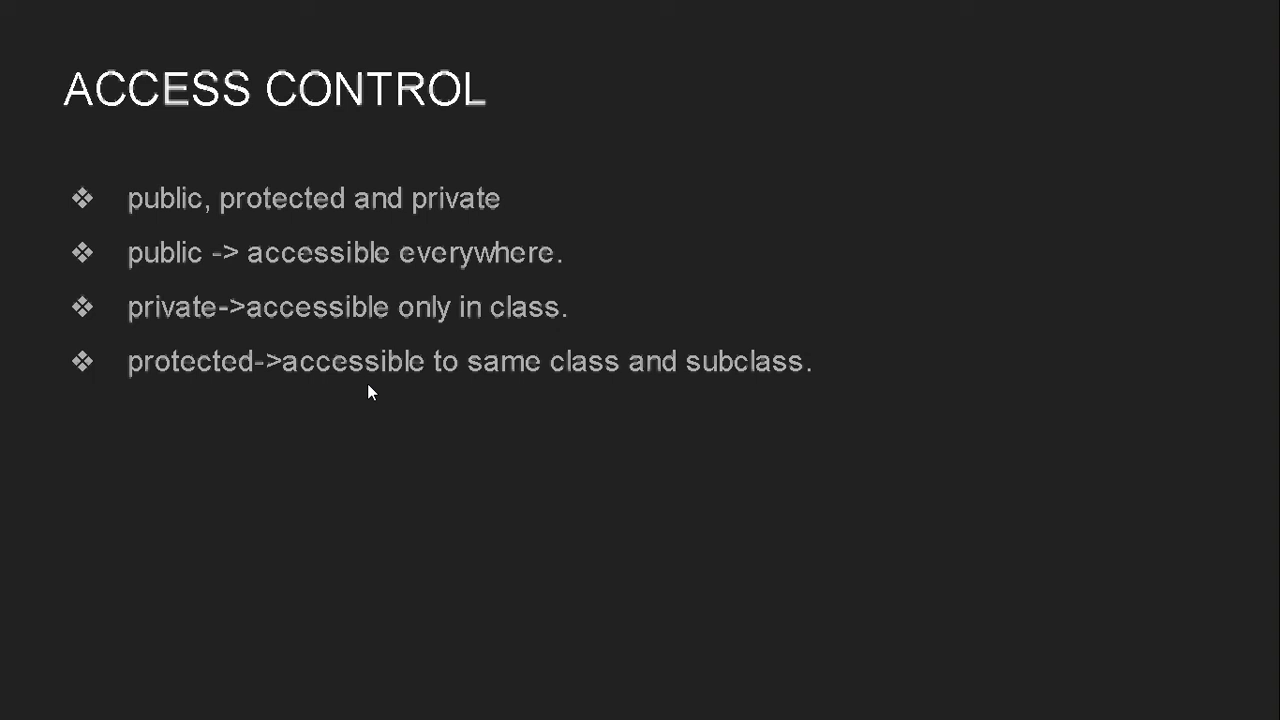 ACCESS CONTROL
❖ public, protected and private
❖ public -> accessible everywhere.
❖ private->accessible only in class.
❖ protected->accessible to same class and subclass.